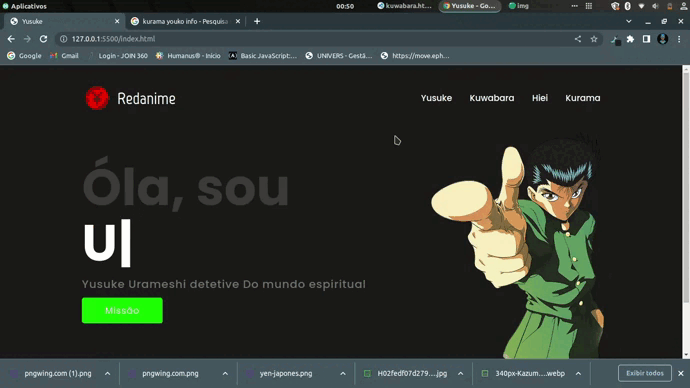 Aplicativos
00:50
kuwabara.ht...
Yusuke - Go...
img
Yusuke
kurama youko info - Pesquisa
127.0.0.1:5500/index.html
Google
Gmail
Login - JOIN 360
Humanus® - Início
Basic JavaScript:...
UNIVERS - Gestã...
https://move.eph...
Redanime
Yusuke
Kuwabara
Hiei
Kurama
Óla, sou
U|
Yusuke Urameshi detetive Do mundo espiritual
Missão
pngwing.com (1).png
pngwing.com.png
yen-japones.png
H02fedf07d279....jpg
340px-Kazum....webp
Exibir todos